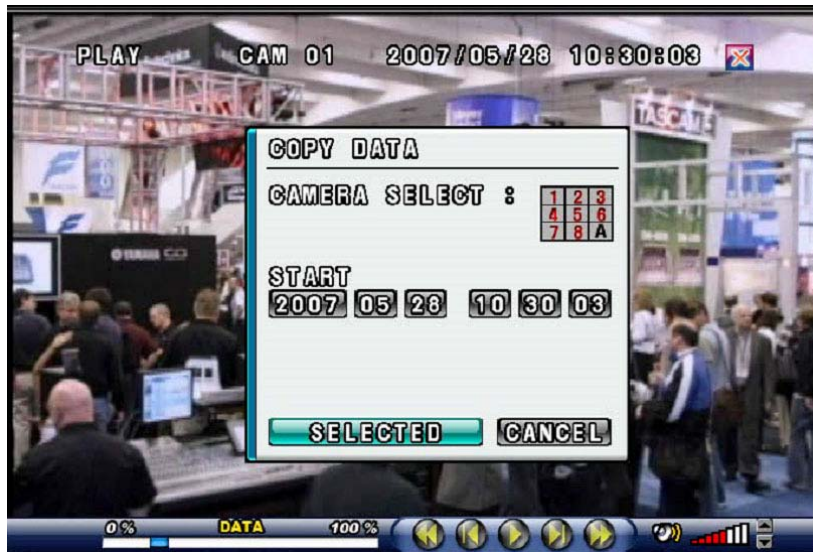 PLAY CAM 01 2007/05/28 10:30:03
TASCAM
COPY DATA
CAMERA SELECT :
1 2 3
4 5 6
7 8 A
YAMAHA
START
2007 05 28 10 30 03
SELECTED CANCEL
0% DATA 100%